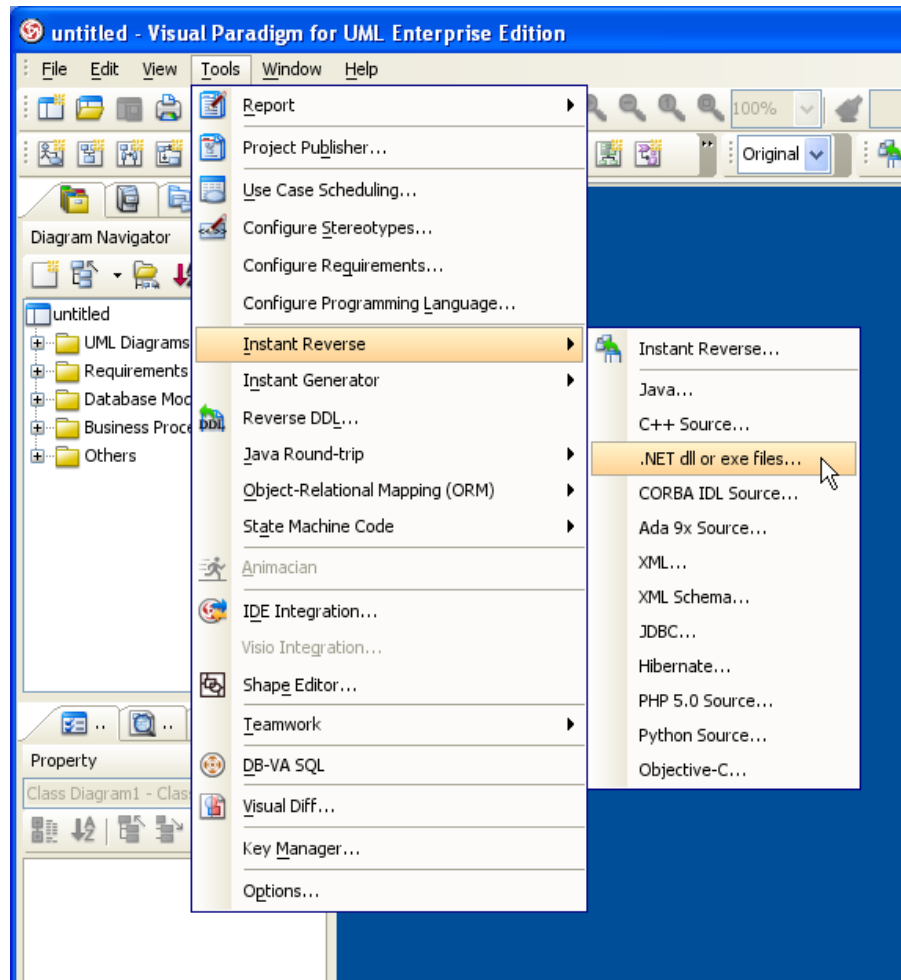 untitled - Visual Paradigm for UML Enterprise Edition
File Edit View Tools Window Help
100%
Original
Diagram Navigator
untitled
UML Diagrams
Requirements
Database Mod
Business Proce
Others
Report
Project Publisher...
Use Case Scheduling...
Configure Stereotypes...
Configure Requirements...
Configure Programming Language...
Instant Reverse
Instant Generator
DDL
Reverse DDL...
Java Round-trip
Object-Relational Mapping (ORM)
State Machine Code
Animacian
IDE Integration...
Visio Integration...
Shape Editor...
Teamwork
DB-VA SQL
Visual Diff...
Key Manager...
Options...
Instant Reverse...
Java...
C++ Source...
.NET dll or exe files...
CORBA IDL Source...
Ada 9x Source...
XML...
XML Schema...
JDBC...
Hibernate...
PHP 5.0 Source...
Python Source...
Objective-C...
.. ..
Property
Class Diagram1 - Clas